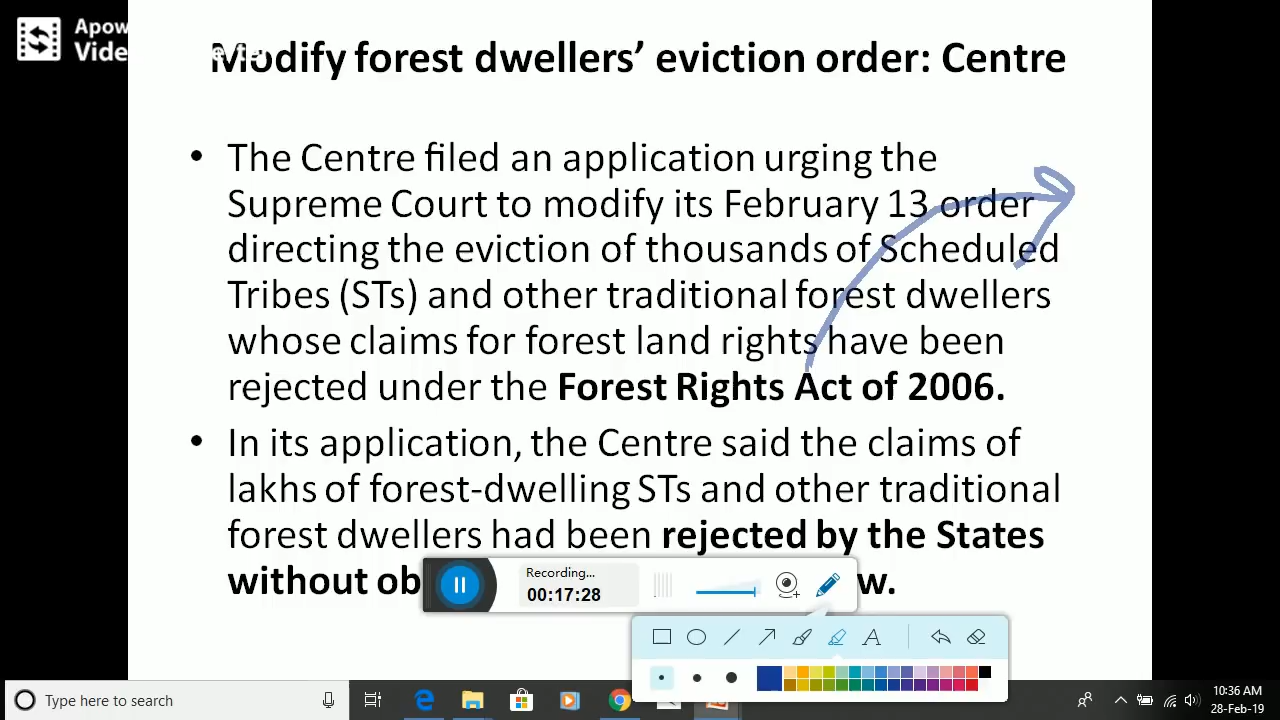 Apow
Vide
Modify forest dwellers’ eviction order: Centre
• The Centre filed an application urging the
Supreme Court to modify its February 13 order
directing the eviction of thousands of Scheduled
Tribes (STs) and other traditional forest dwellers
whose claims for forest land rights have been
rejected under the Forest Rights Act of 2006.
• In its application, the Centre said the claims of
lakhs of forest-dwelling STs and other traditional
forest dwellers had been rejected by the States
without ob w.
Recording...
00:17:28
A
Type here to search
10:36 AM
28-Feb-19